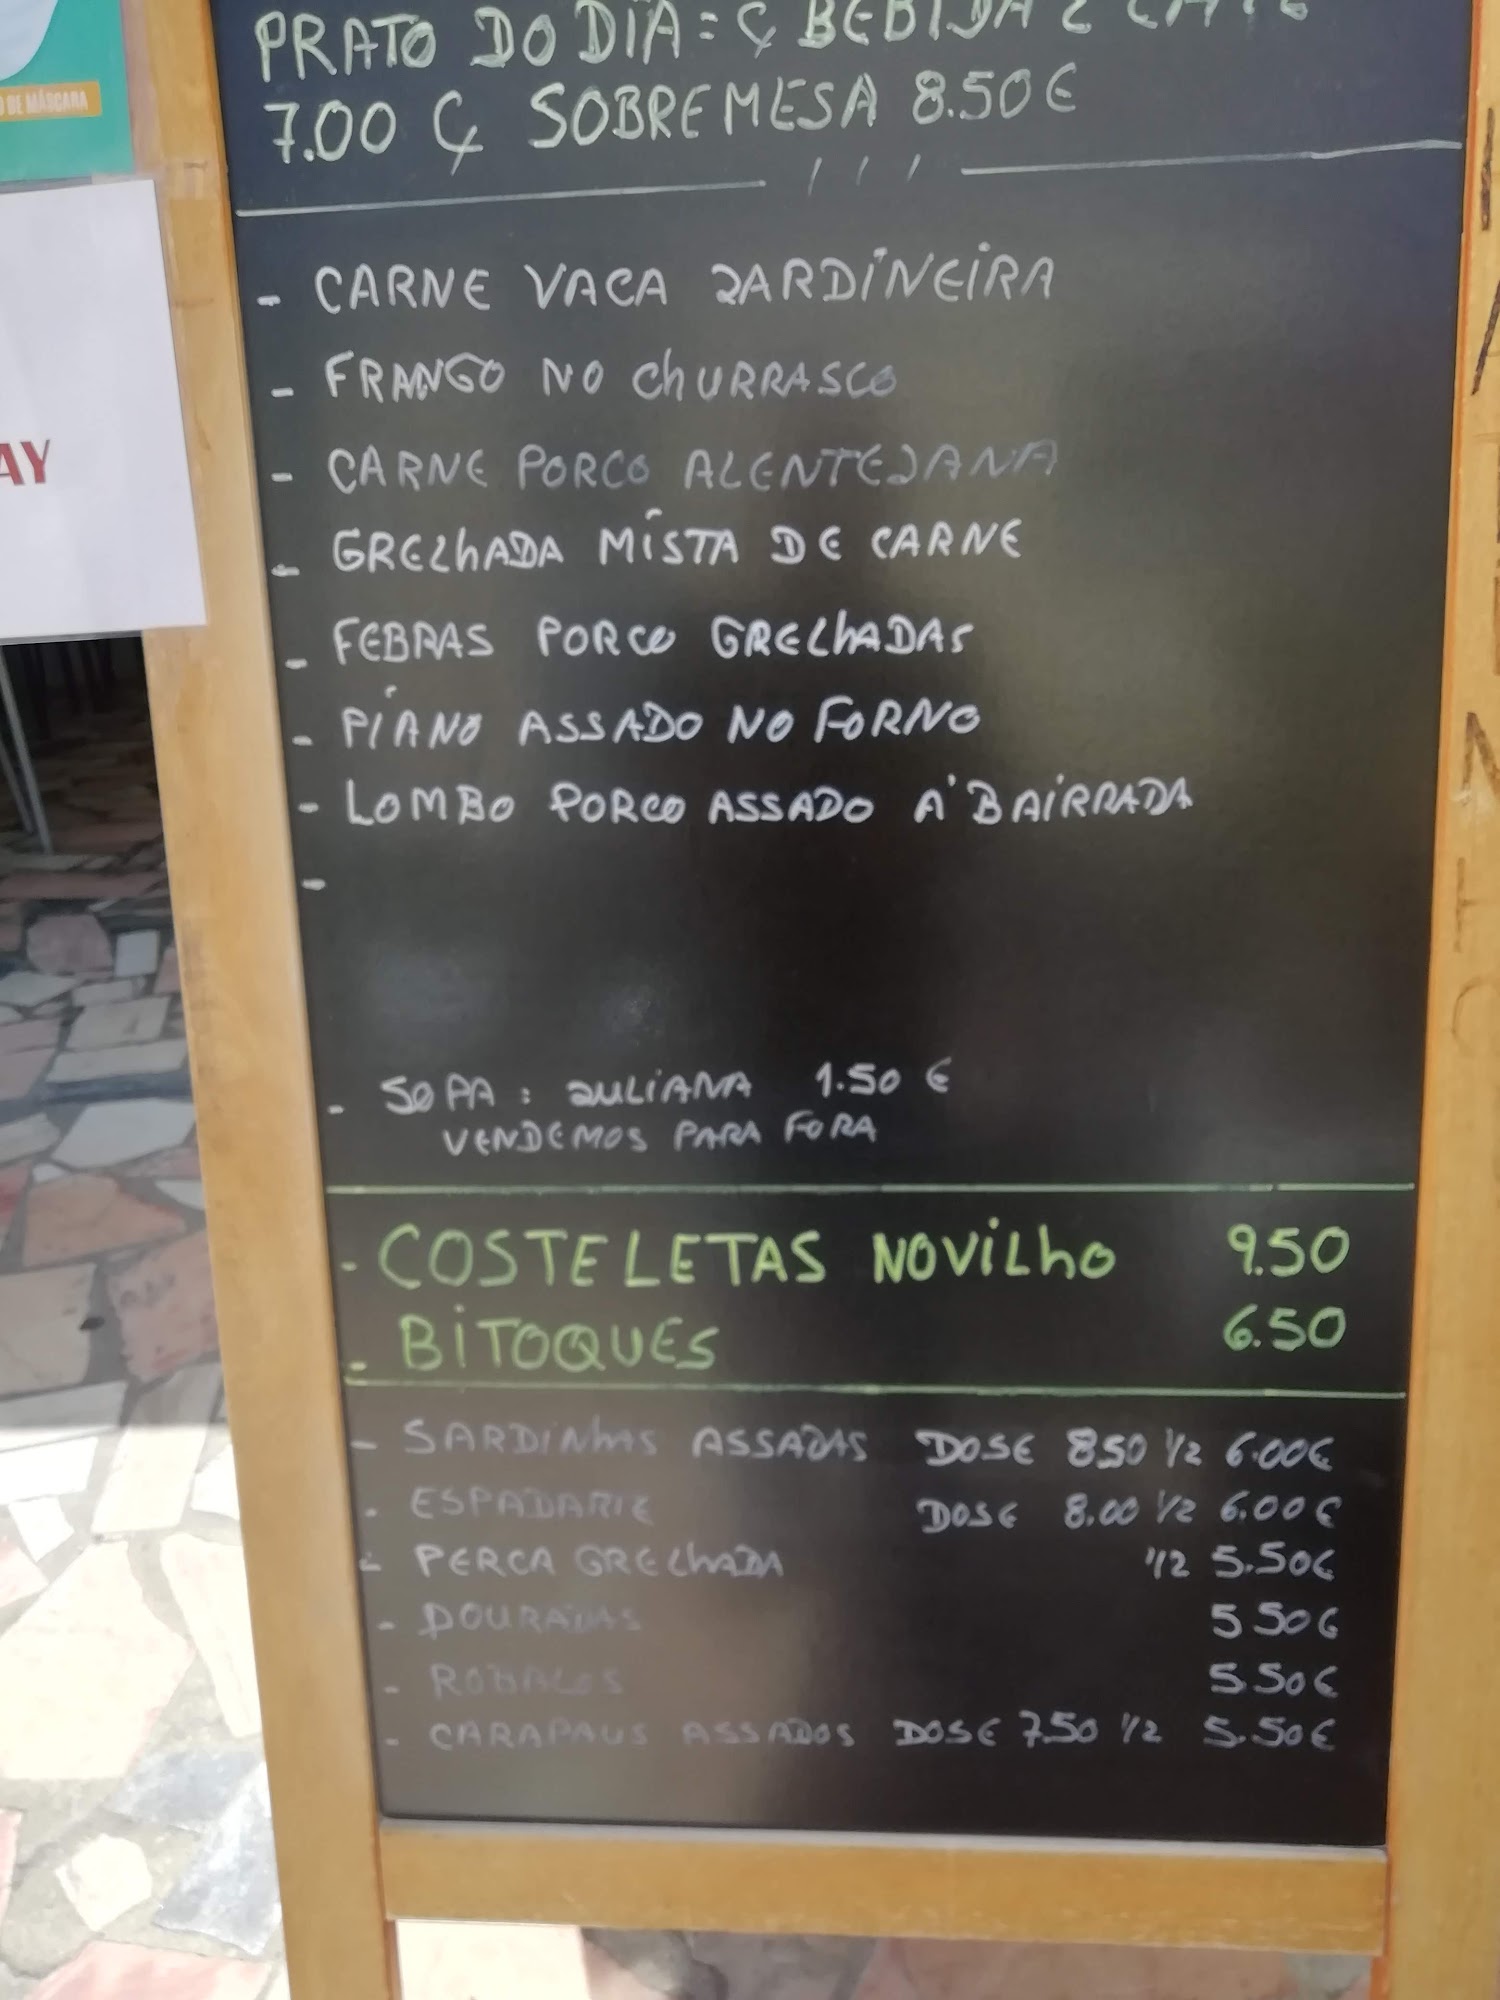 PRATO DO DIA = Ç BEBIDA E CAFE
7.00 Ç SOBREMESA 8.50 €
- CARNE VACA JARDINEIRA
- FRANGO NO ChURRASCO
- CARNE PORCO ALENTEJANA
- GRELhADA MISTA DE CARNE
- FEBRAS PORCO GRELhADAS
- PIANO ASSADO NO FORNO
- LOMBO PORCO ASSADO A' BAIRRADA
-
- SOPA : JULIANA 1.50 €
VENDEMOS PARA FORA
- COSTELETAS NOVILhO 9.50
- BITOQUES 6.50
- SARDINhAS ASSADAS DOSE 8.50 1/2 6.00€
- ESPADARTE DOSE 8.00 1/2 6.00€
- PERCA GRELhADA 1/2 5.50€
- DOURADAS 5.50€
- ROBALOS 5.50€
- CARAPAUS ASSADOS DOSE 7.50 1/2 5.50€
O DE MÁSCARA
AY